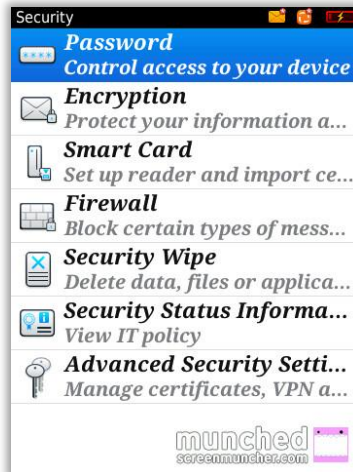 Security
****
Password
Control access to your device
Encryption
Protect your information a...
Smart Card
Set up reader and import ce...
Firewall
Block certain types of mess...
Security Wipe
Delete data, files or applica...
Security Status Informa...
View IT policy
Advanced Security Setti...
Manage certificates, VPN a...
munched
screenmuncher.com